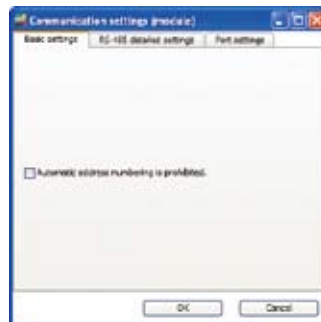 Communication settings (module)
Basic settings
RS-485 detailed settings
Port settings
Automatic address numbering is prohibited.
OK
Cancel